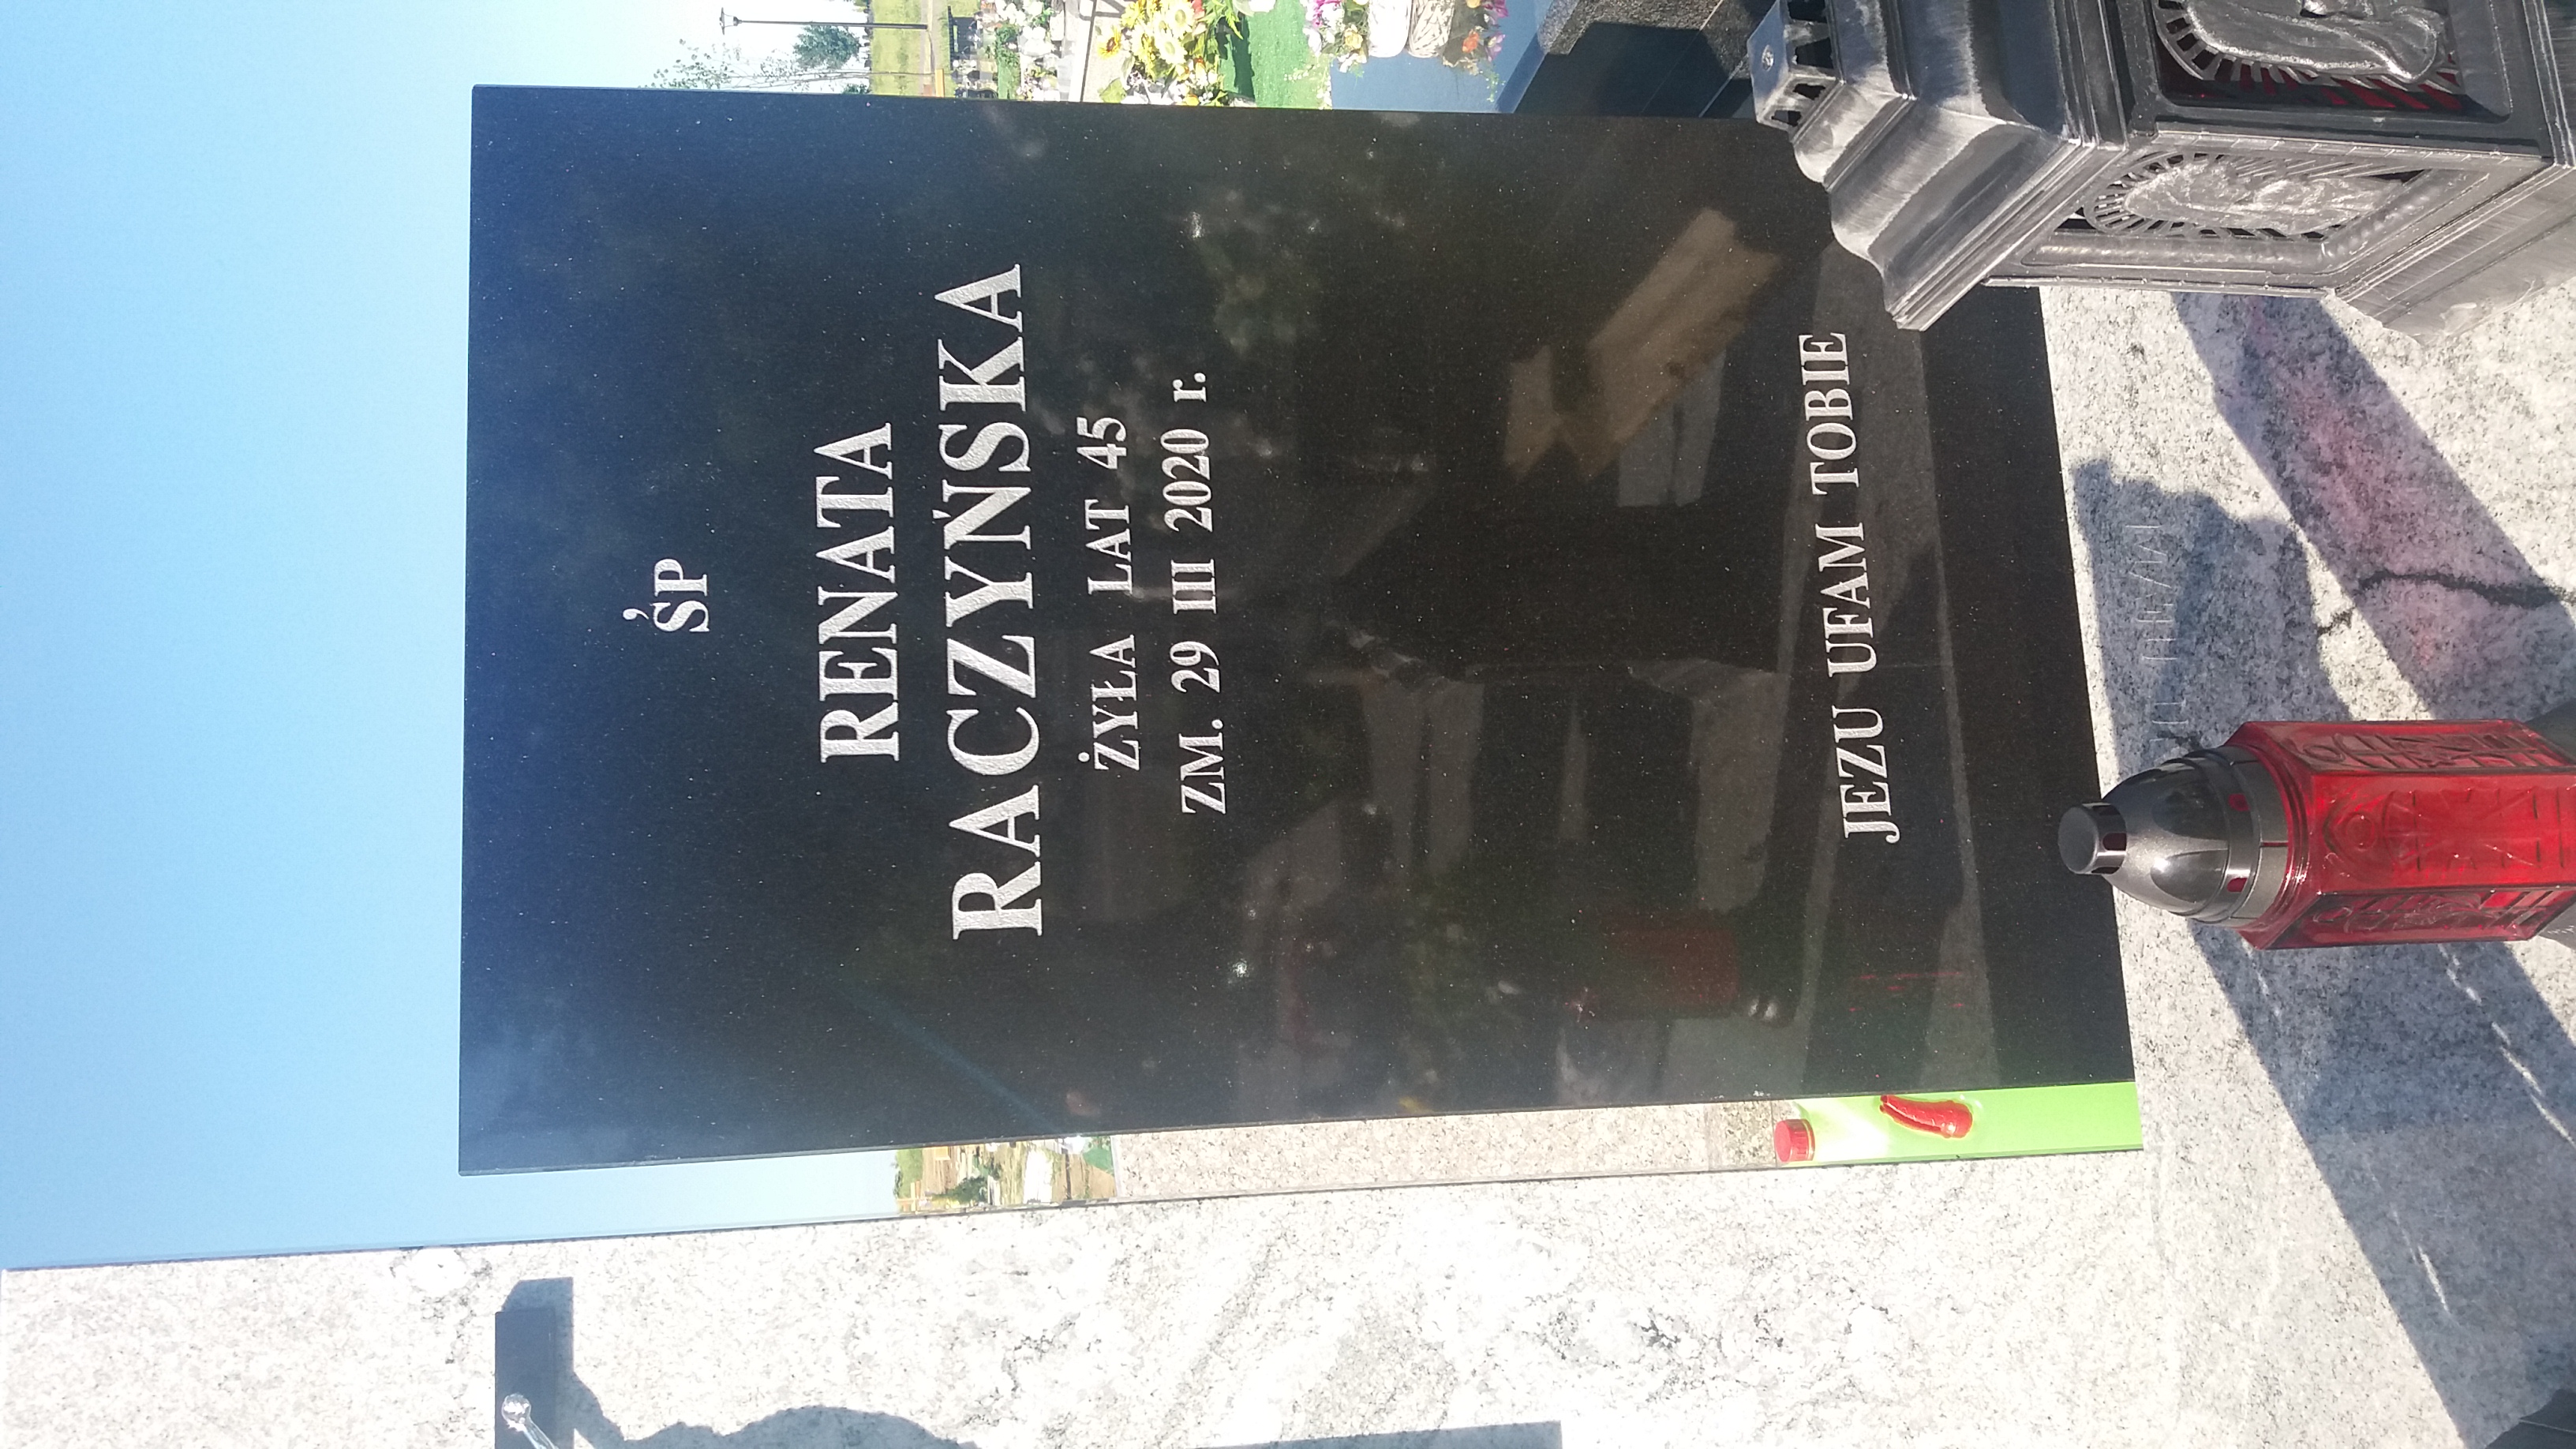 ŚP
RENATA
RACZYŃSKA
ŻYŁA LAT 45
ZM. 29 III 2020 r.
JEZU UFAM TOBIE